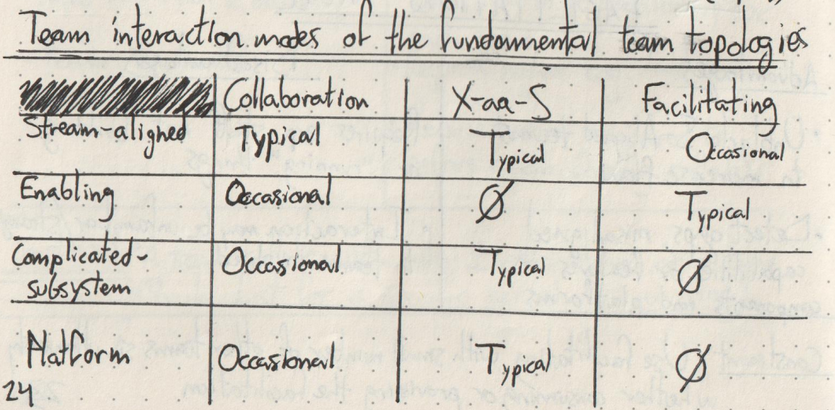 Team interaction modes of the fundamental team topologies
Collaboration X-aa-S Facilitating
Stream-aligned Typical Typical Occasional
Enabling Occasional Ø Typical
Complicated-
subsystem Occasional Typical Ø
Platform Occasional Typical Ø
24